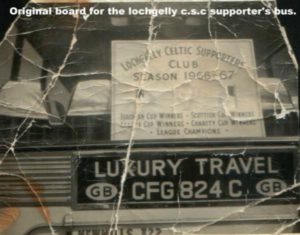 Original board for the lochgelly c.s.c supporter's bus.
LOCHGELLY CELTIC SUPPORTERS
CLUB
SEASON 1966-67
EUROPEAN CUP WINNERS - SCOTTISH CUP WINNERS
CUP WINNERS - CHARITY CUP WINNERS
- LEAGUE CHAMPIONS -
LUXURY TRAVEL
GB CFG 824 C GB